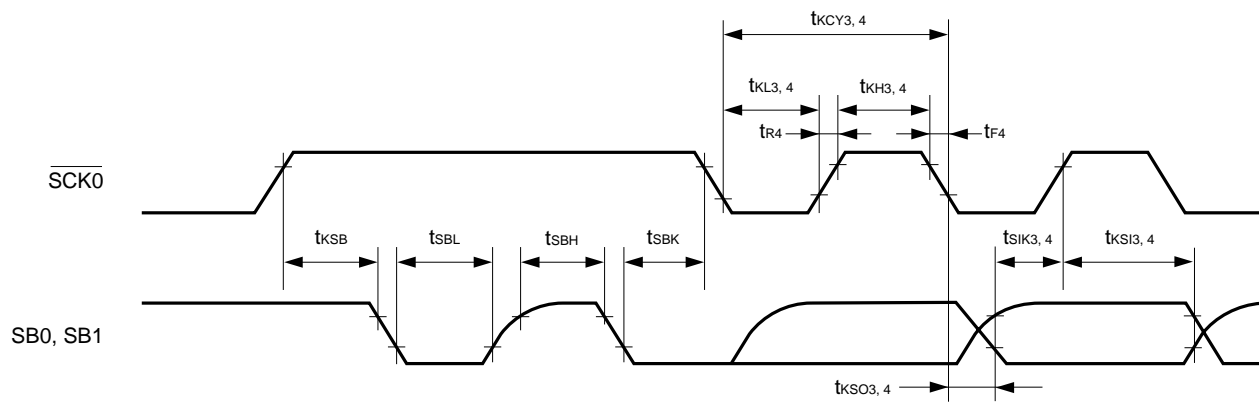 tKCY3, 4
tKL3, 4 tKH3, 4
tR4 tF4
SCK0
tKSB tSBL tSBH tSBK tSIK3, 4 tKSI3, 4
SB0, SB1
tKSO3, 4